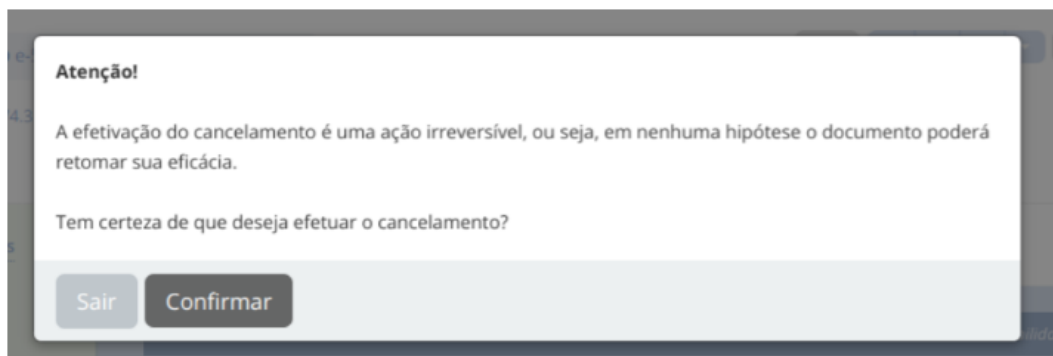 Atenção!
A efetivação do cancelamento é uma ação irreversível, ou seja, em nenhuma hipótese o documento poderá
retomar sua eficácia.
Tem certeza de que deseja efetuar o cancelamento?
Sair
Confirmar